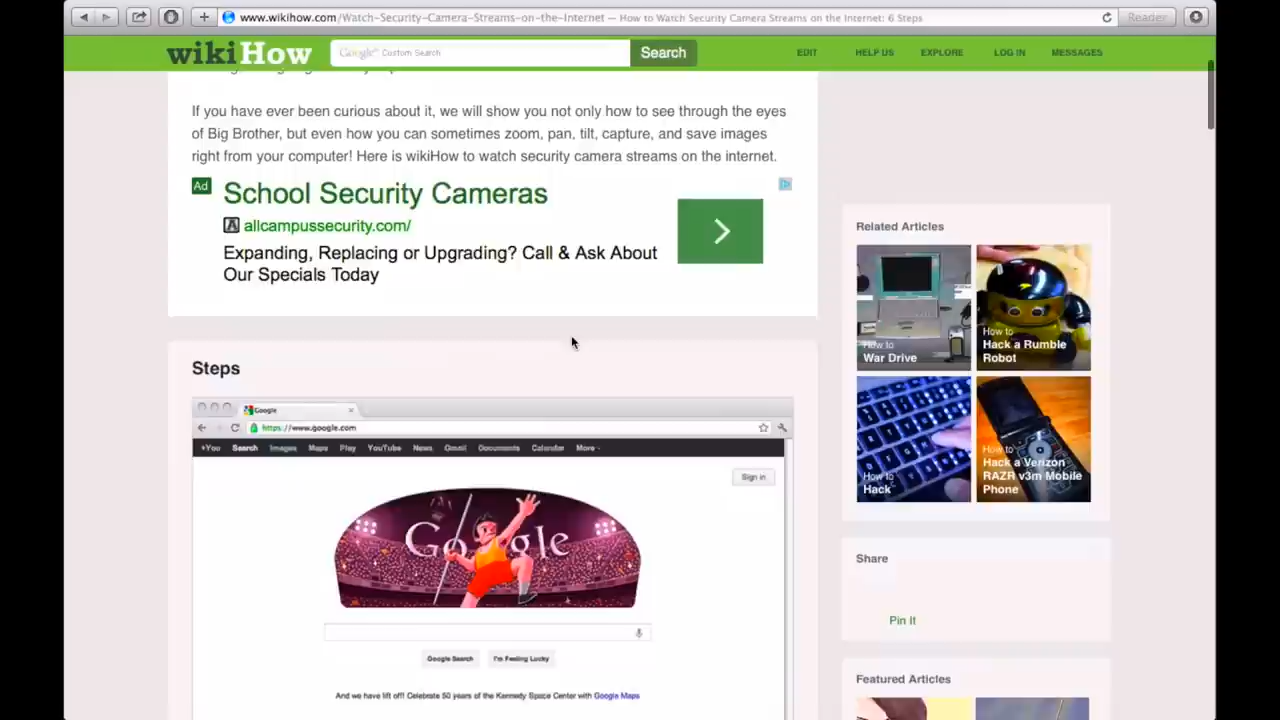 www.wikihow.com/Watch-Security-Camera-Streams-on-the-Internet — How to Watch Security Camera Streams on the Internet: 6 Steps
Reader
wikiHow
Google Custom Search
Search
EDIT
HELP US
EXPLORE
LOG IN
MESSAGES
If you have ever been curious about it, we will show you not only how to see through the eyes
of Big Brother, but even how you can sometimes zoom, pan, tilt, capture, and save images
right from your computer! Here is wikiHow to watch security camera streams on the internet.
Ad
School Security Cameras
allcampussecurity.com/
Expanding, Replacing or Upgrading? Call & Ask About
Our Specials Today
Related Articles
How to
War Drive
How to
Hack a Rumble
Robot
How to
Hack
How to
Hack a Verizon
RAZR v3m Mobile
Phone
Steps
Google
https://www.google.com
+You Search Images Maps Play YouTube News Gmail Documents Calendar More
Sign in
Google
Google Search
I'm Feeling Lucky
And we have lift off! Celebrate 50 years of the Kennedy Space Center with Google Maps
Share
Pin It
Featured Articles